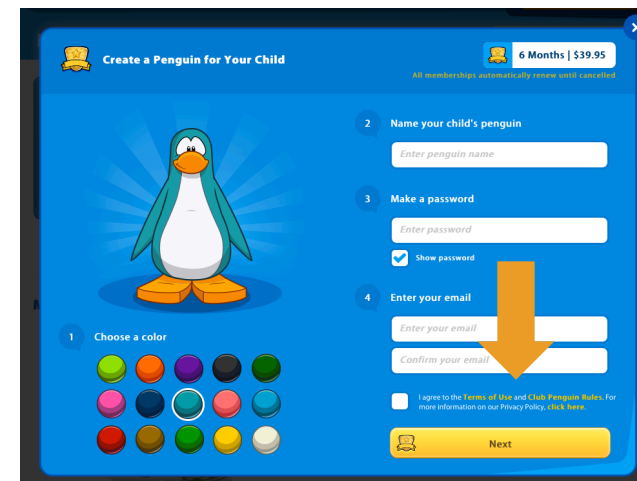 Create a Penguin for Your Child
6 Months | $39.95
All memberships automatically renew until cancelled
2 Name your child's penguin
Enter penguin name
3 Make a password
Enter password
Show password
4 Enter your email
Enter your email
Confirm your email
1 Choose a color
I agree to the Terms of Use and Club Penguin Rules. For
more information on our Privacy Policy, click here.
Next